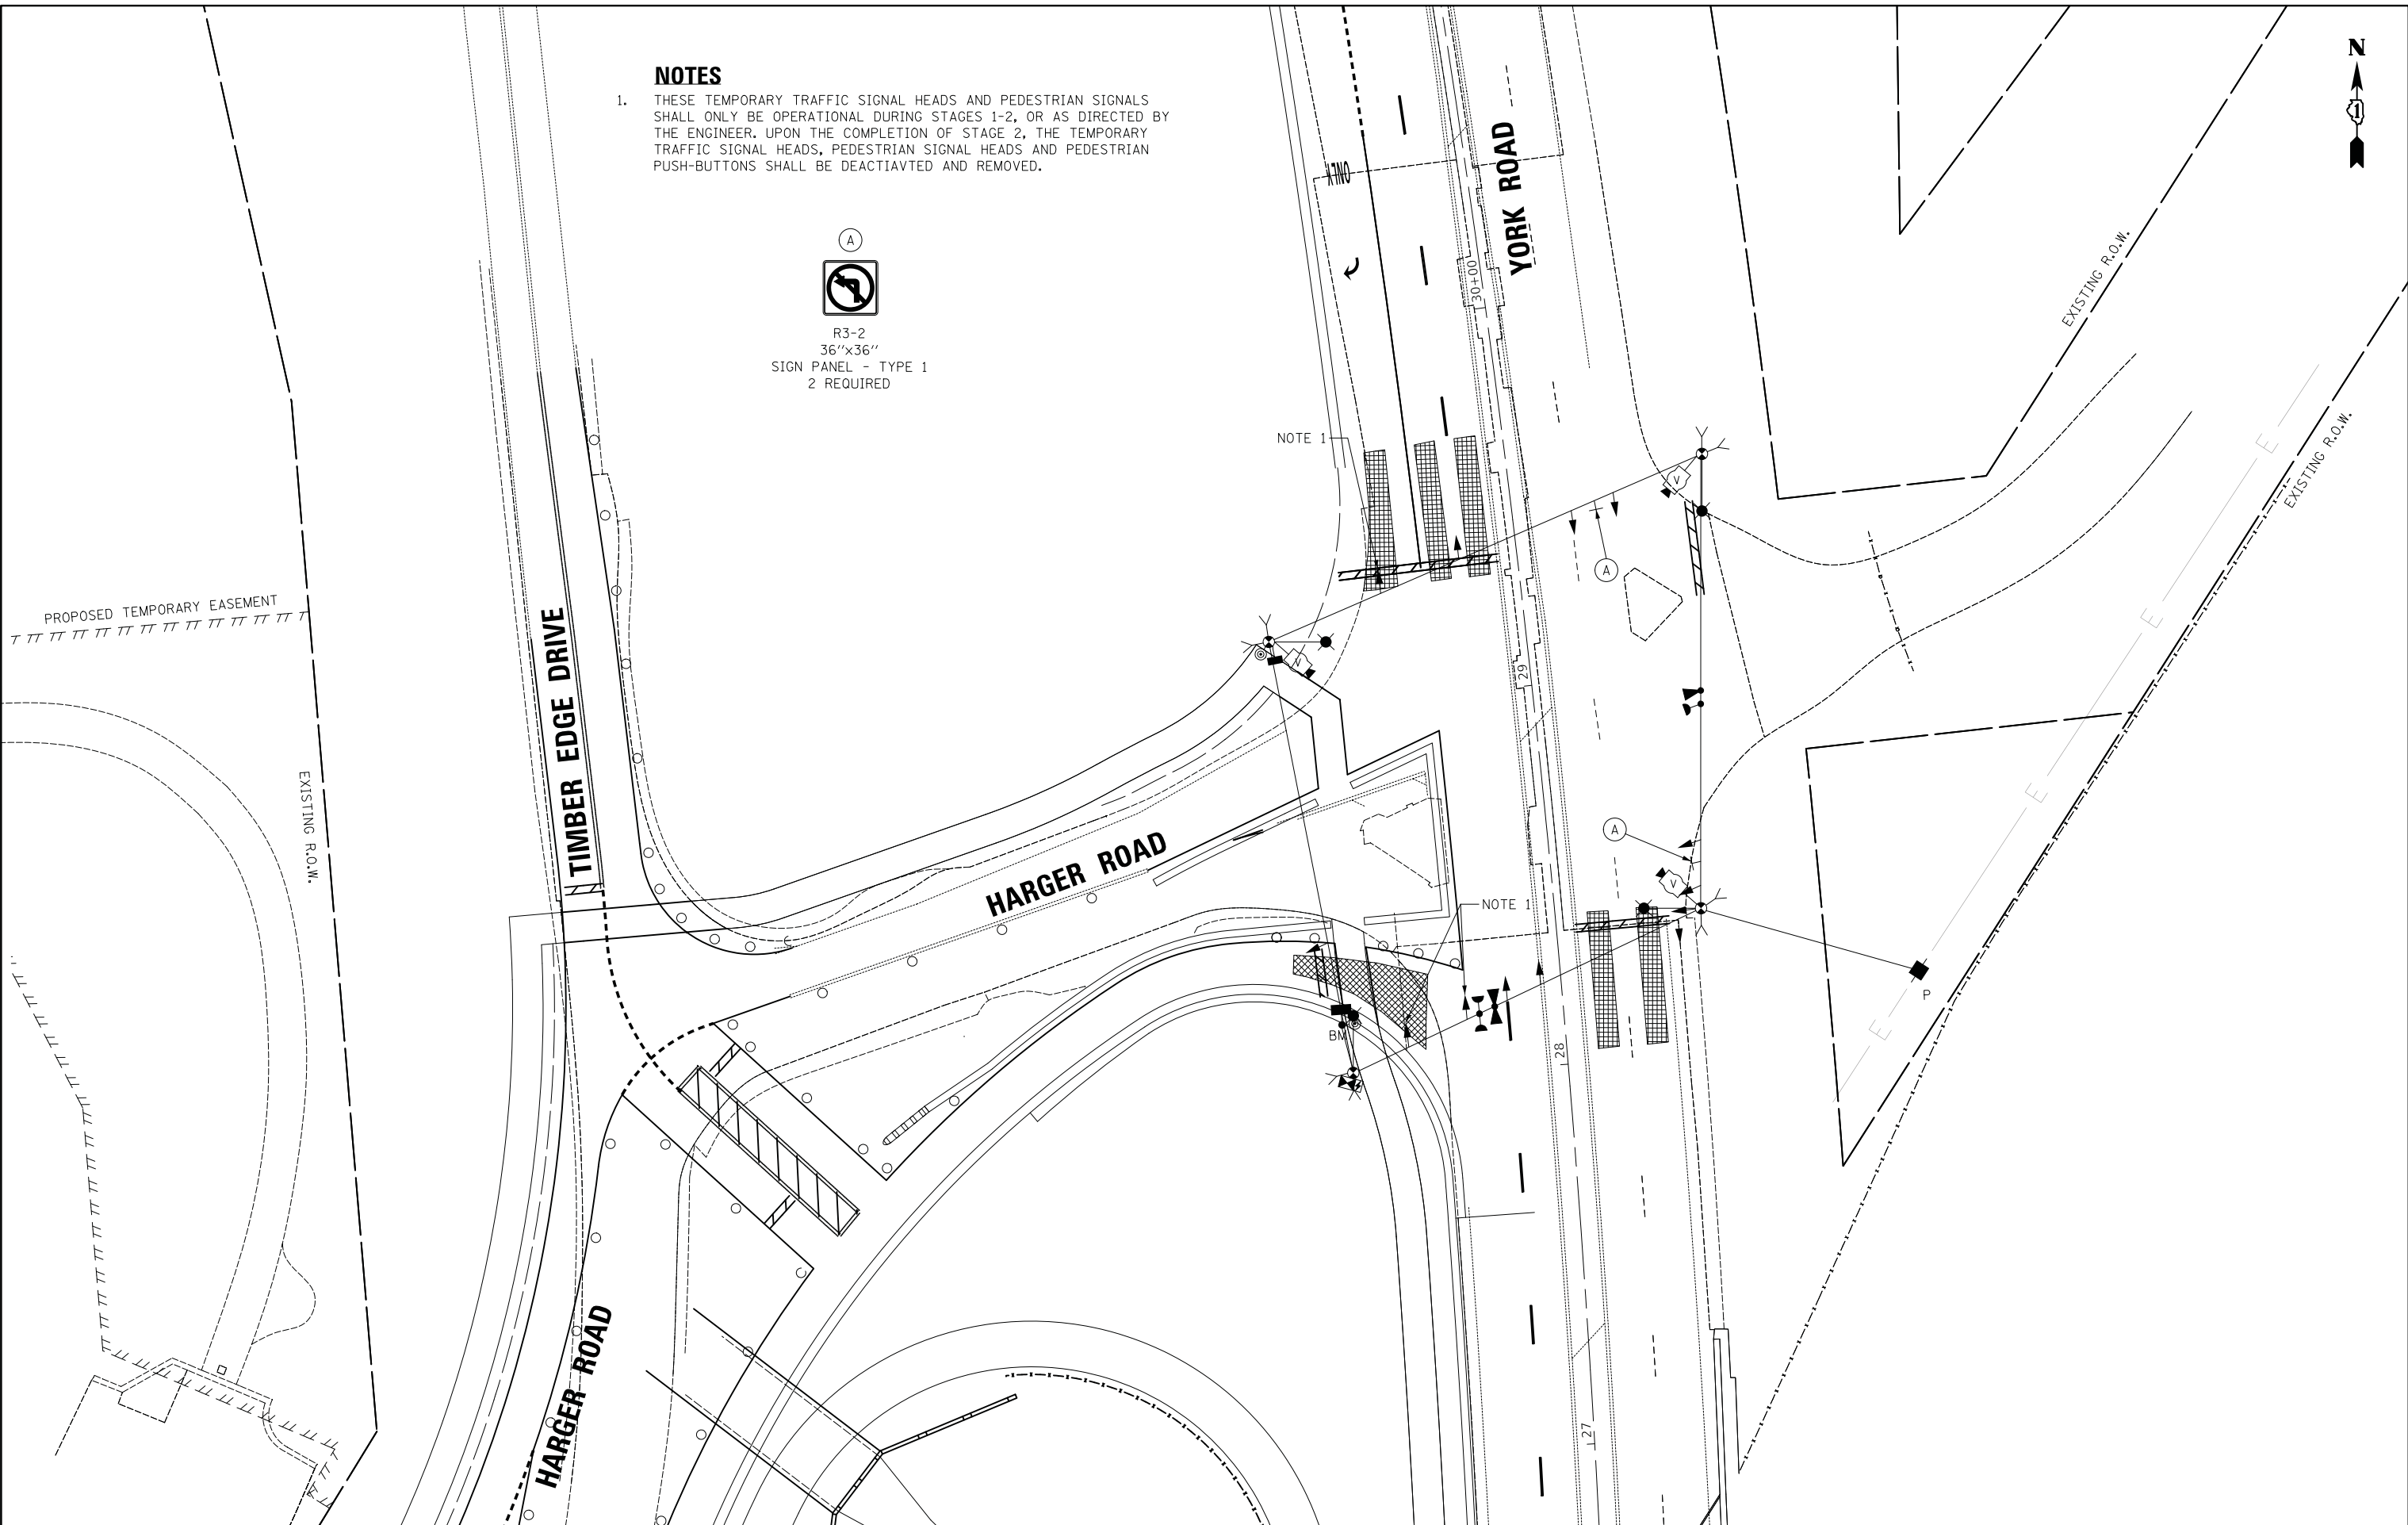 NOTES
1. THESE TEMPORARY TRAFFIC SIGNAL HEADS AND PEDESTRIAN SIGNALS
SHALL ONLY BE OPERATIONAL DURING STAGES 1-2, OR AS DIRECTED BY
THE ENGINEER. UPON THE COMPLETION OF STAGE 2, THE TEMPORARY
TRAFFIC SIGNAL HEADS, PEDESTRIAN SIGNAL HEADS AND PEDESTRIAN
PUSH-BUTTONS SHALL BE DEACTIAVTED AND REMOVED.
A
R3-2
36''x36''
SIGN PANEL - TYPE 1
2 REQUIRED
N
1
ONLY
YORK ROAD
30+00
EXISTING R.O.W.
EXISTING R.O.W.
E
NOTE 1
V
A
PROPOSED TEMPORARY EASEMENT
TIMBER EDGE DRIVE
E
V
29
EXISTING R.O.W.
E
HARGER ROAD
A
V
NOTE 1
P
E
BM
28
HARGER ROAD
27